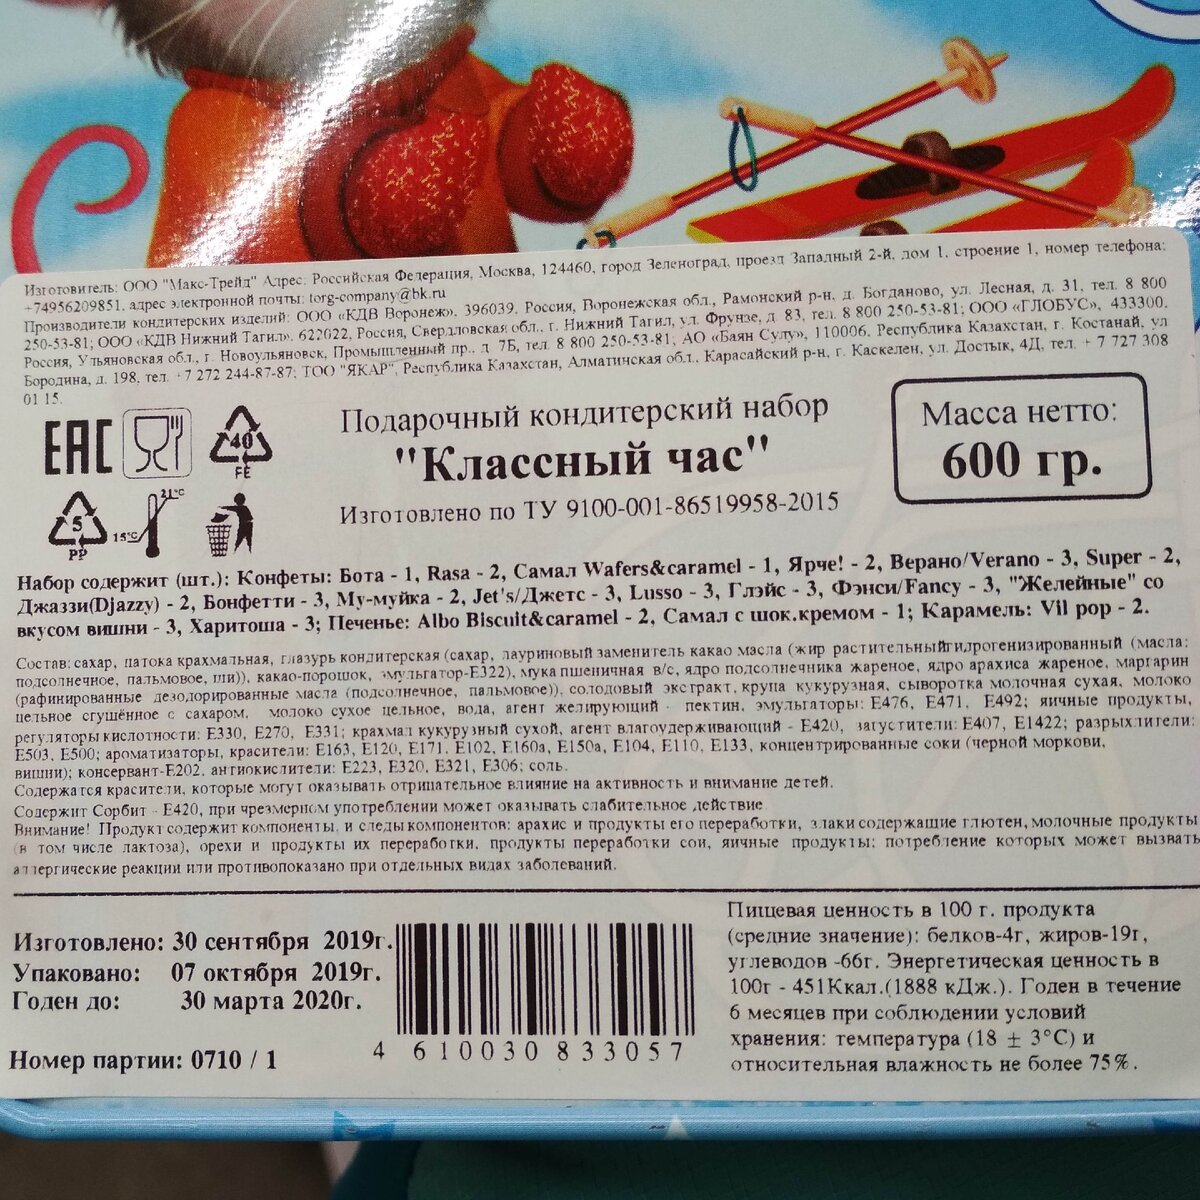 Изготовитель: ООО "Макс-Трейд" Адрес: Российская Федерация, Москва, 124460, город Зеленоград, проезд Западный 2-й, дом 1, строение 1, номер телефона:
+74956209851, адрес электронной почты: torg-company@bk.ru
Производители кондитерских изделий: ООО «КДВ Воронеж», 396039, Россия, Воронежская обл., Рамонский р-н, д. Богданово, ул. Лесная, д. 31, тел. 8 800
250-53-81; ООО «КДВ Нижний Тагил», 622022, Россия, Свердловская обл., г. Нижний Тагил, ул. Фрунзе, д. 83, тел. 8 800 250-53-81; ООО «ГЛОБУС», 433300,
Россия, Ульяновская обл., г. Новоульяновск, Промышленный пр., д. 7Б, тел. 8 800 250-53-81; АО «Баян Сулу», 110006, Республика Казахстан, г. Костанай, ул
Бородина, д. 198, тел. +7 272 244-87-87; ТОО "ЯКАР", Республика Казахстан, Алматинская обл., Карасайский р-н, г. Каскелен, ул. Достык, 4Д, тел. + 7 727 308
01 15.
EAC
40
FE
5
PP
15°C
21°C
Подарочный кондитерский набор
"Классный час"
Изготовлено по ТУ 9100-001-86519958-2015
Масса нетто:
600 гр.
Набор содержит (шт.): Конфеты: Бота - 1, Rasa - 2, Самал Wafers&caramel - 1, Ярче! - 2, Верано/Verano - 3, Super - 2,
Джаззи(Djazzy) - 2, Бонфетти - 3, Му-муйка - 2, Jet's/Джетс - 3, Lusso - 3, Глэйс - 3, Фэнси/Fancy - 3, "Желейные" со
вкусом вишни - 3, Харитоша - 3; Печенье: Albo Biscuit&caramel - 2, Самал с шок.кремом - 1; Карамель: Vil pop - 2.
Состав: сахар, патока крахмальная, глазурь кондитерская (сахар, лауриновый заменитель какао масла (жир растительныйгидрогенизированный (масла:
подсолнечное, пальмовое, ши)), какао-порошок, эмульгатор-Е322), мука пшеничная в/с, ядро подсолнечника жареное, ядро арахиса жареное, маргарин
(рафинированные дезодорированные масла (подсолнечное, пальмовое)), солодовый экстракт, крупа кукурузная, сыворотка молочная сухая, молоко
цельное сгущённое с сахаром, молоко сухое цельное, вода, агент желирующий - пектин, эмульгаторы: Е476, Е471, Е492; яичные продукты,
регуляторы кислотности: Е330, Е270, Е331; крахмал кукурузный сухой, агент влагоудерживающий - Е420, загустители: Е407, Е1422; разрыхлители:
Е503, Е500; ароматизаторы, красители: Е163, Е120, Е171, Е102, Е160а, Е150а, Е104, Е110, Е133, концентрированные соки (черной моркови,
вишни); консервант-Е202, антиокислители: Е223, Е320, Е321, Е306; соль.
Содержатся красители, которые могут оказывать отрицательное влияние на активность и внимание детей.
Содержит Сорбит - Е420, при чрезмерном употреблении может оказывать слабительное действие
Внимание! Продукт содержит компоненты, и следы компонентов: арахис и продукты его переработки, злаки содержащие глютен, молочные продукты
(в том числе лактоза), орехи и продукты их переработки, продукты переработки сои, яичные продукты; потребление которых может вызвать
аллергические реакции или противопоказано при отдельных видах заболеваний.
Изготовлено: 30 сентября 2019г.
Упаковано: 07 октября 2019г.
Годен до: 30 марта 2020г.
Номер партии: 0710 / 1
4 610030 833057
Пищевая ценность в 100 г. продукта
(средние значение): белков-4г, жиров-19г,
углеводов -66г. Энергетическая ценность в
100г - 451Ккал.(1888 кДж.). Годен в течение
6 месяцев при соблюдении условий
хранения: температура (18 ± 3°С) и
относительная влажность не более 75%.